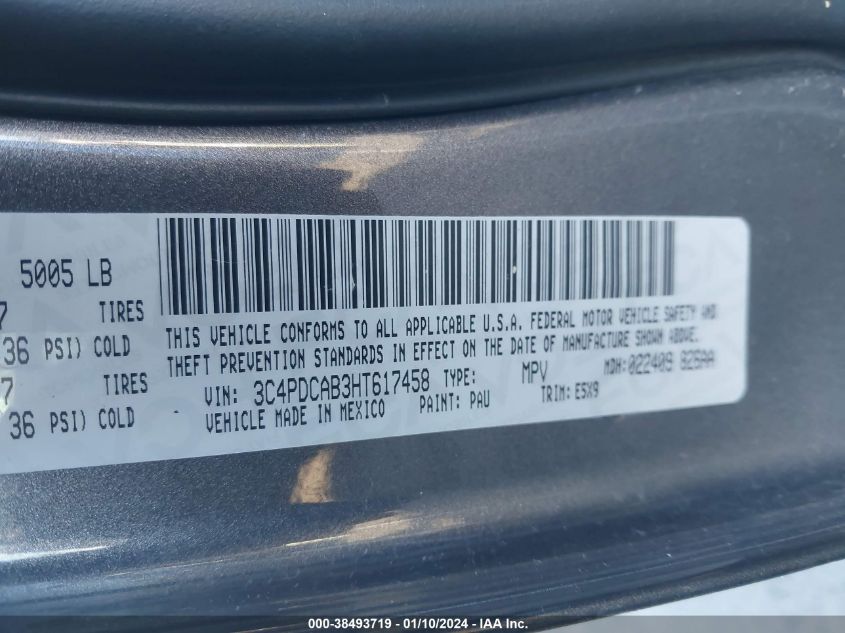 5005 LB
7 TIRES
36 PSI) COLD
7 TIRES
36 PSI) COLD
THIS VEHICLE CONFORMS TO ALL APPLICABLE U.S.A. FEDERAL MOTOR VEHICLE SAFETY AND
THEFT PREVENTION STANDARDS IN EFFECT ON THE DATE OF MANUFACTURE SHOWN ABOVE.
VIN: 3C4PDCAB3HT617458 TYPE: MPV MDH: 022409 825AA
VEHICLE MADE IN MEXICO PAINT: PAU TRIM: E5X9
000-38493719 - 01/10/2024 - IAA Inc.